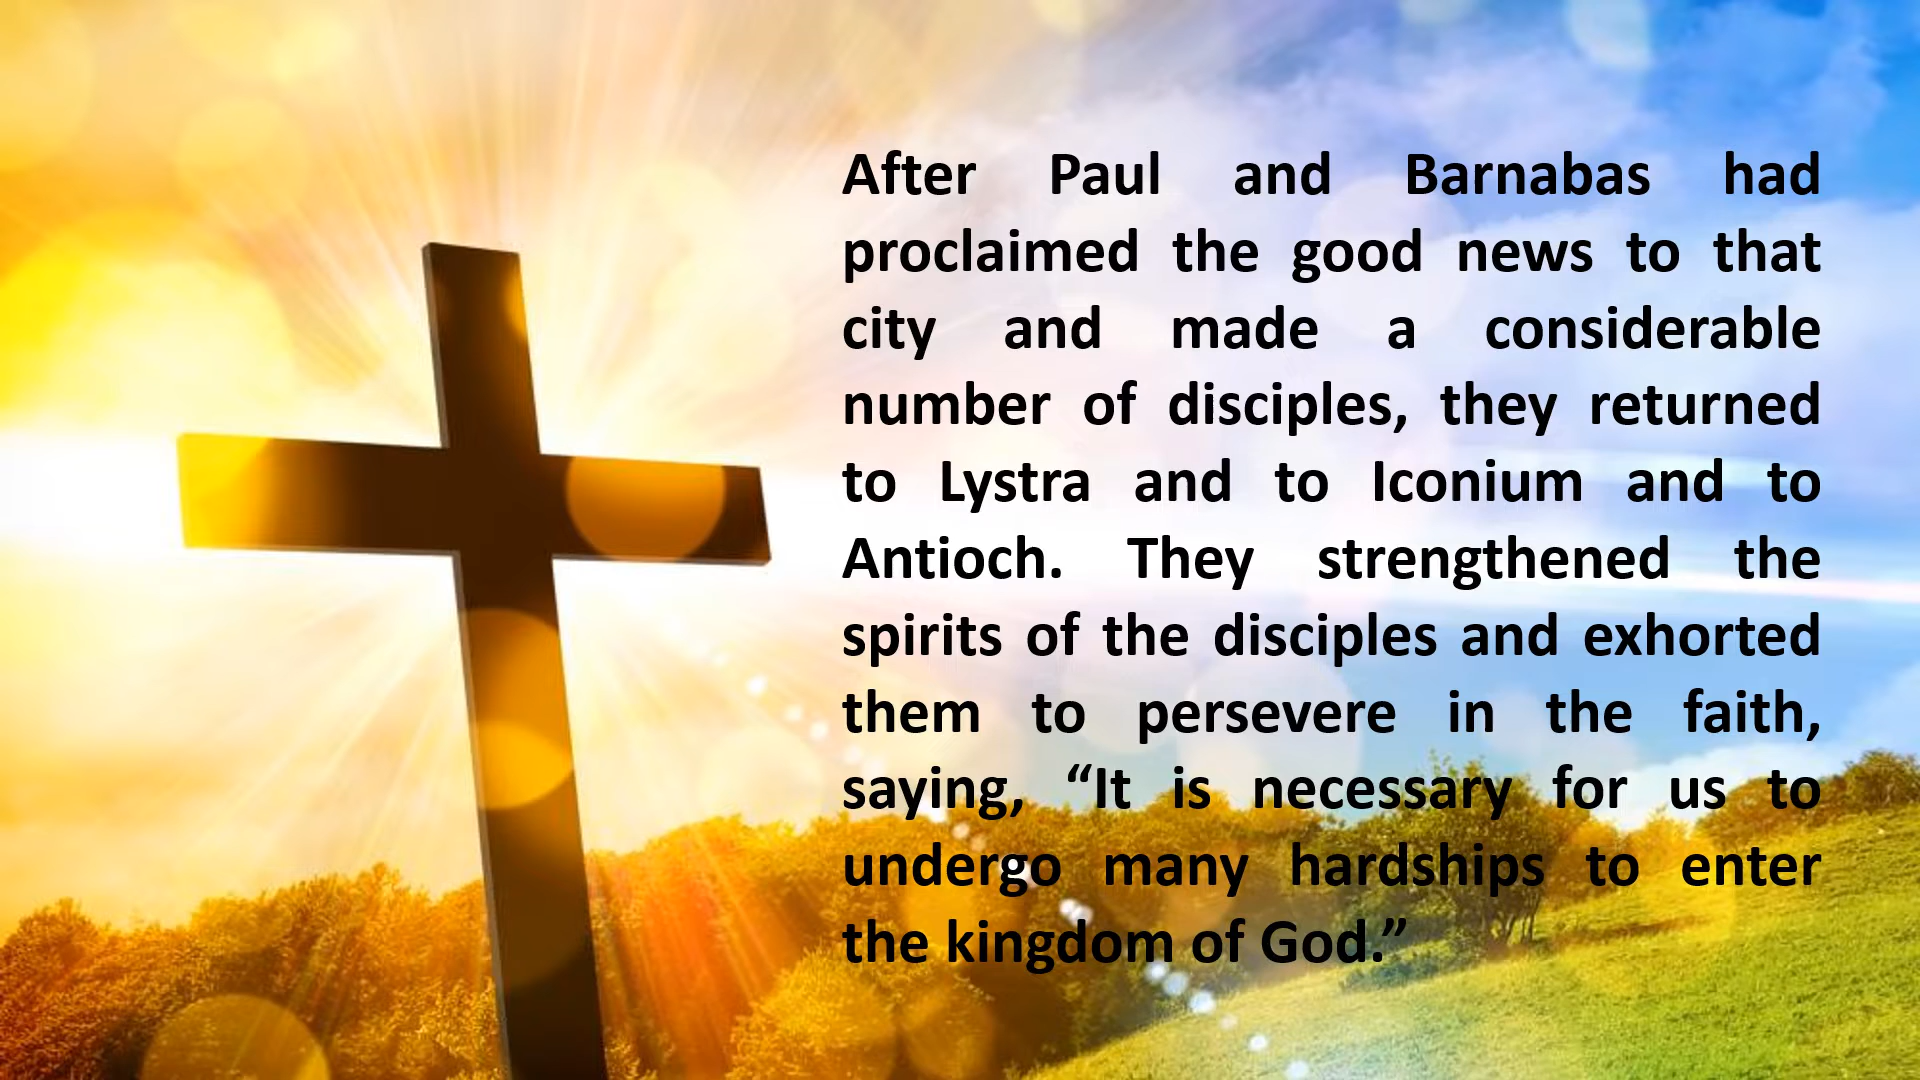 After Paul and Barnabas had
proclaimed the good news to that
city and made a considerable
number of disciples, they returned
to Lystra and to Iconium and to
Antioch. They strengthened the
spirits of the disciples and exhorted
them to persevere in the faith,
saying, “It is necessary for us to
undergo many hardships to enter
the kingdom of God.”